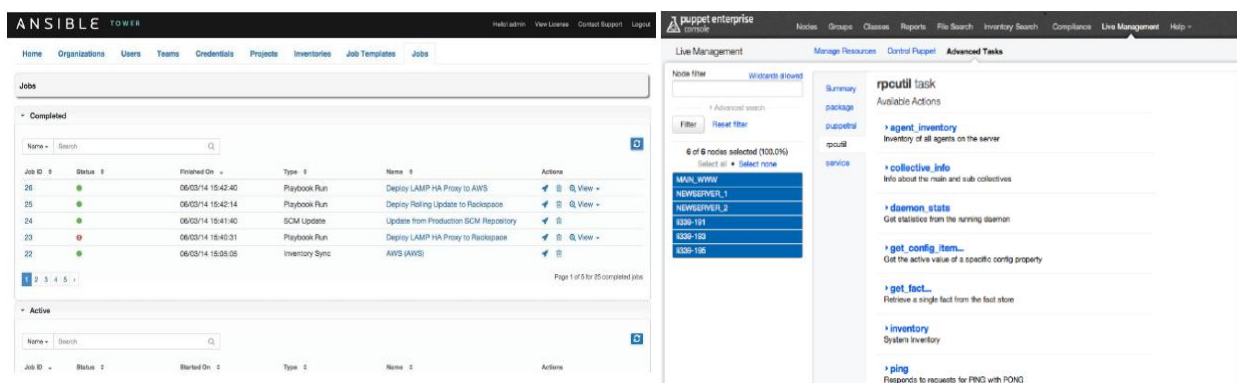 ANSIBLE TOWER
Hello! admin View License Contact Support Logout
Home Organizations Users Teams Credentials Projects Inventories Job Templates Jobs
Jobs
Completed
Name Search
Job ID Status Finished On Type Name Actions
26 06/03/14 15:42:40 Playbook Run Deploy LAMP HA Proxy to AWS View
25 06/03/14 15:42:14 Playbook Run Deploy Rolling Update to Rackspace View
24 06/03/14 15:41:40 SCM Update Update from Production SCM Repository
23 06/03/14 15:40:31 Playbook Run Deploy LAMP HA Proxy to Rackspace View
22 06/03/14 15:05:05 Inventory Sync AWS (AWS)
1 2 3 4 5 ›
Page 1 of 5 for 25 completed jobs
Active
Name Search
Job ID Status Started On Type Name Actions
puppet enterprise
console
Nodes Groups Classes Reports File Search Inventory Search Compliance Live Management Help
Live Management
Manage Resources Control Puppet Advanced Tasks
Node filter Wildcards allowed
Advanced search
Filter Reset filter
6 of 6 nodes selected (100.0%)
Select all • Select none
MAIN_WWW
NEWSERVER_1
NEWSERVER_2
li339-191
li339-193
li339-195
Summary
package
puppetral
rpcutil
service
rpcutil task
Available Actions
› agent_inventory
Inventory of all agents on the server
› collective_info
Info about the main and sub collectives
› daemon_stats
Get statistics from the running daemon
› get_config_item...
Get the active value of a specific config property
› get_fact...
Retrieve a single fact from the fact store
› inventory
System Inventory
› ping
Responds to requests for PING with PONG